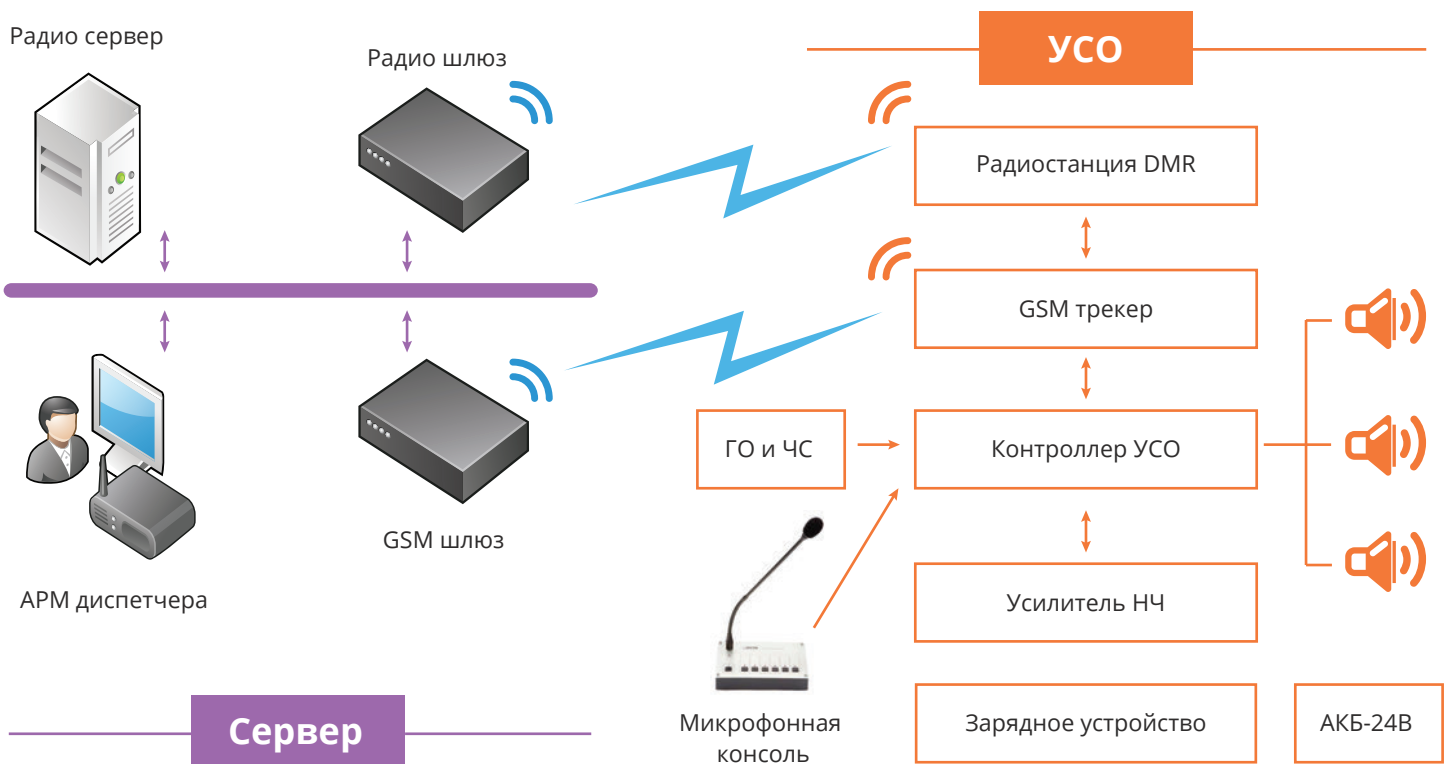 Радио сервер
Радио шлюз
УСО
Радиостанция DMR
GSM трекер
ГО и ЧС
Контроллер УСО
GSM шлюз
АРМ диспетчера
Усилитель НЧ
Сервер
Микрофонная
консоль
Зарядное устройство
АКБ-24В